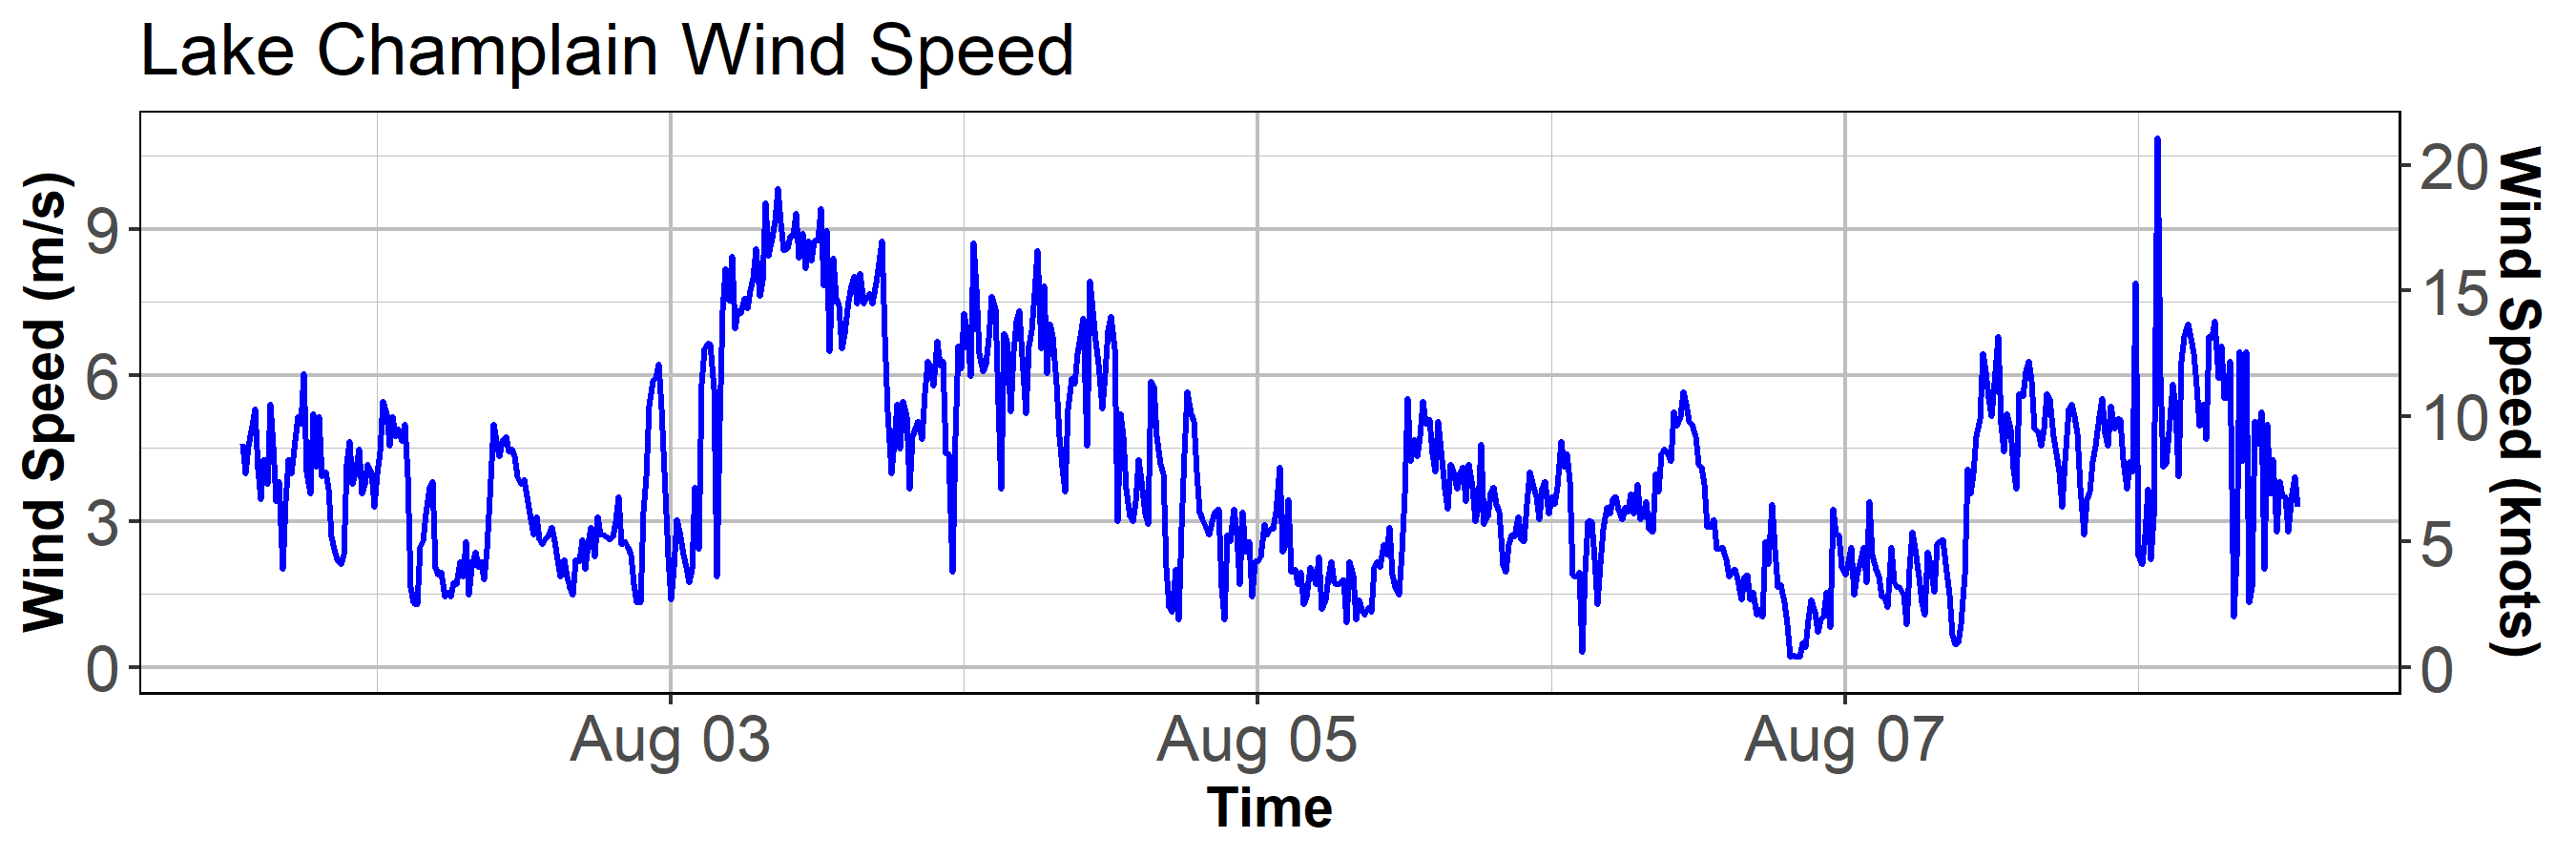 Lake Champlain Wind Speed
Wind Speed (m/s)
9
6
3
0
20
15
10
5
0
Wind Speed (knots)
Aug 03
Aug 05
Aug 07
Time